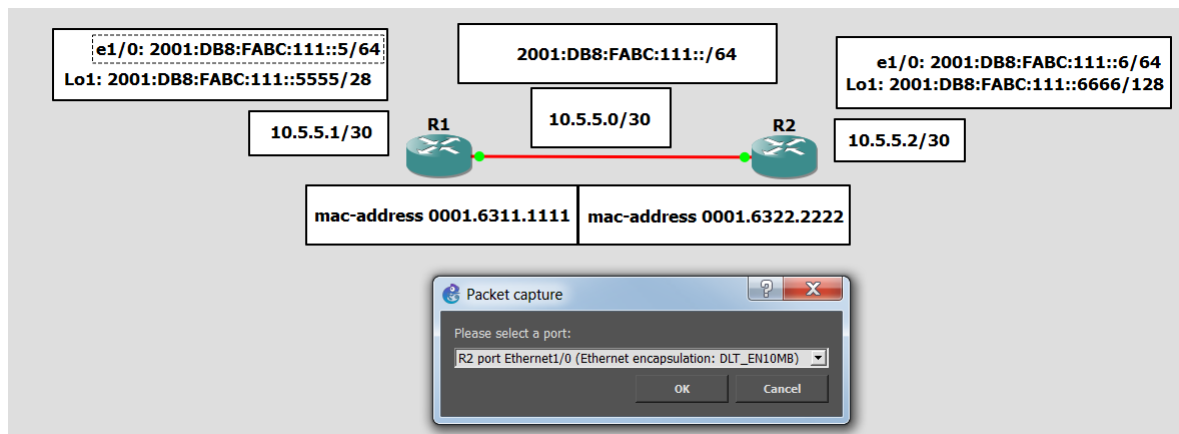 e1/0: 2001:DB8:FABC:111::5/64
Lo1: 2001:DB8:FABC:111::5555/28
2001:DB8:FABC:111::/64
e1/0: 2001:DB8:FABC:111::6/64
Lo1: 2001:DB8:FABC:111::6666/128
10.5.5.1/30
R1
10.5.5.0/30
R2
10.5.5.2/30
mac-address 0001.6311.1111
mac-address 0001.6322.2222
Packet capture
Please select a port:
R2 port Ethernet1/0 (Ethernet encapsulation: DLT_EN10MB)
OK
Cancel